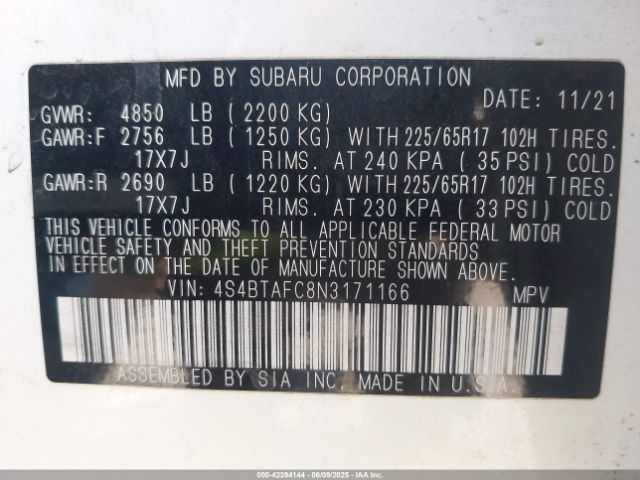 MFD BY SUBARU CORPORATION
DATE: 11/21
GVWR: 4850 LB ( 2200 KG)
GAWR:F 2756 LB ( 1250 KG) WITH 225/65R17 102H TIRES.
17X7J RIMS. AT 240 KPA ( 35 PSI) COLD
GAWR:R 2690 LB ( 1220 KG) WITH 225/65R17 102H TIRES.
17X7J RIMS. AT 230 KPA ( 33 PSI) COLD
THIS VEHICLE CONFORMS TO ALL APPLICABLE FEDERAL MOTOR
VEHICLE SAFETY AND THEFT PREVENTION STANDARDS
IN EFFECT ON THE DATE OF MANUFACTURE SHOWN ABOVE.
VIN: 4S4BTAFC8N3171166 MPV
ASSEMBLED BY SIA INC. MADE IN U.S.A.
000-42394144 - 06/09/2025 - IAAI.COM